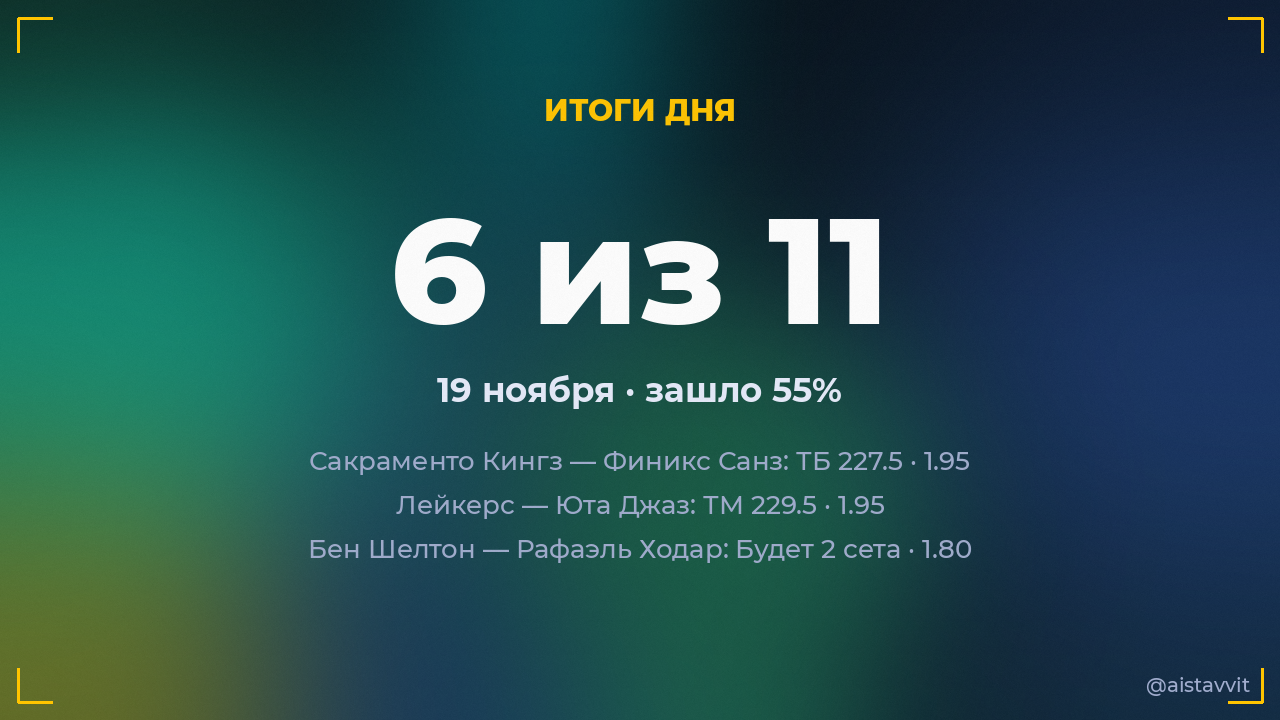 ИТОГИ ДНЯ
6 из 11
19 ноября · зашло 55%
Сакраменто Кингз — Финикс Санз: ТБ 227.5 · 1.95
Лейкерс — Юта Джаз: ТМ 229.5 · 1.95
Бен Шелтон — Рафаэль Ходар: Будет 2 сета · 1.80
@aistavvit